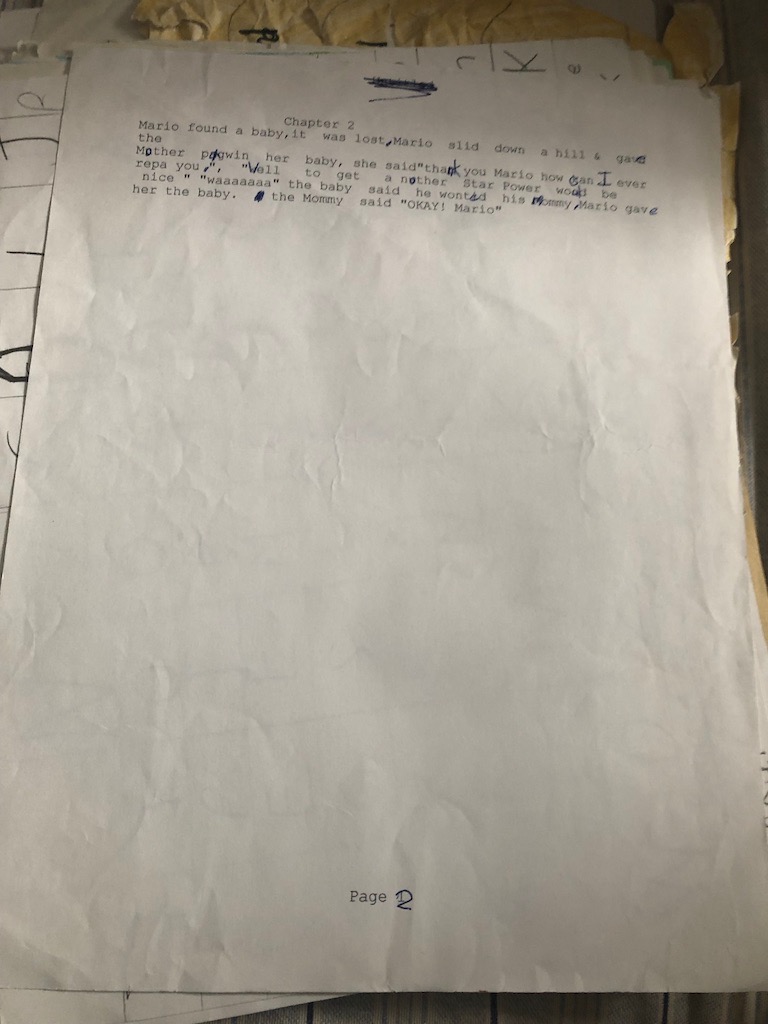 Chapter 2
Mario found a baby,it was lost,Mario slid down a hill & gave
the
Mother pegwin her baby, she said"thank you Mario how can I ever
repa you,", "Well to get a nother Star Power would be
nice " "waaaaaaa" the baby said he wonted his Mommy,Mario gave
her the baby. the Mommy said "OKAY! Mario"
Page 2